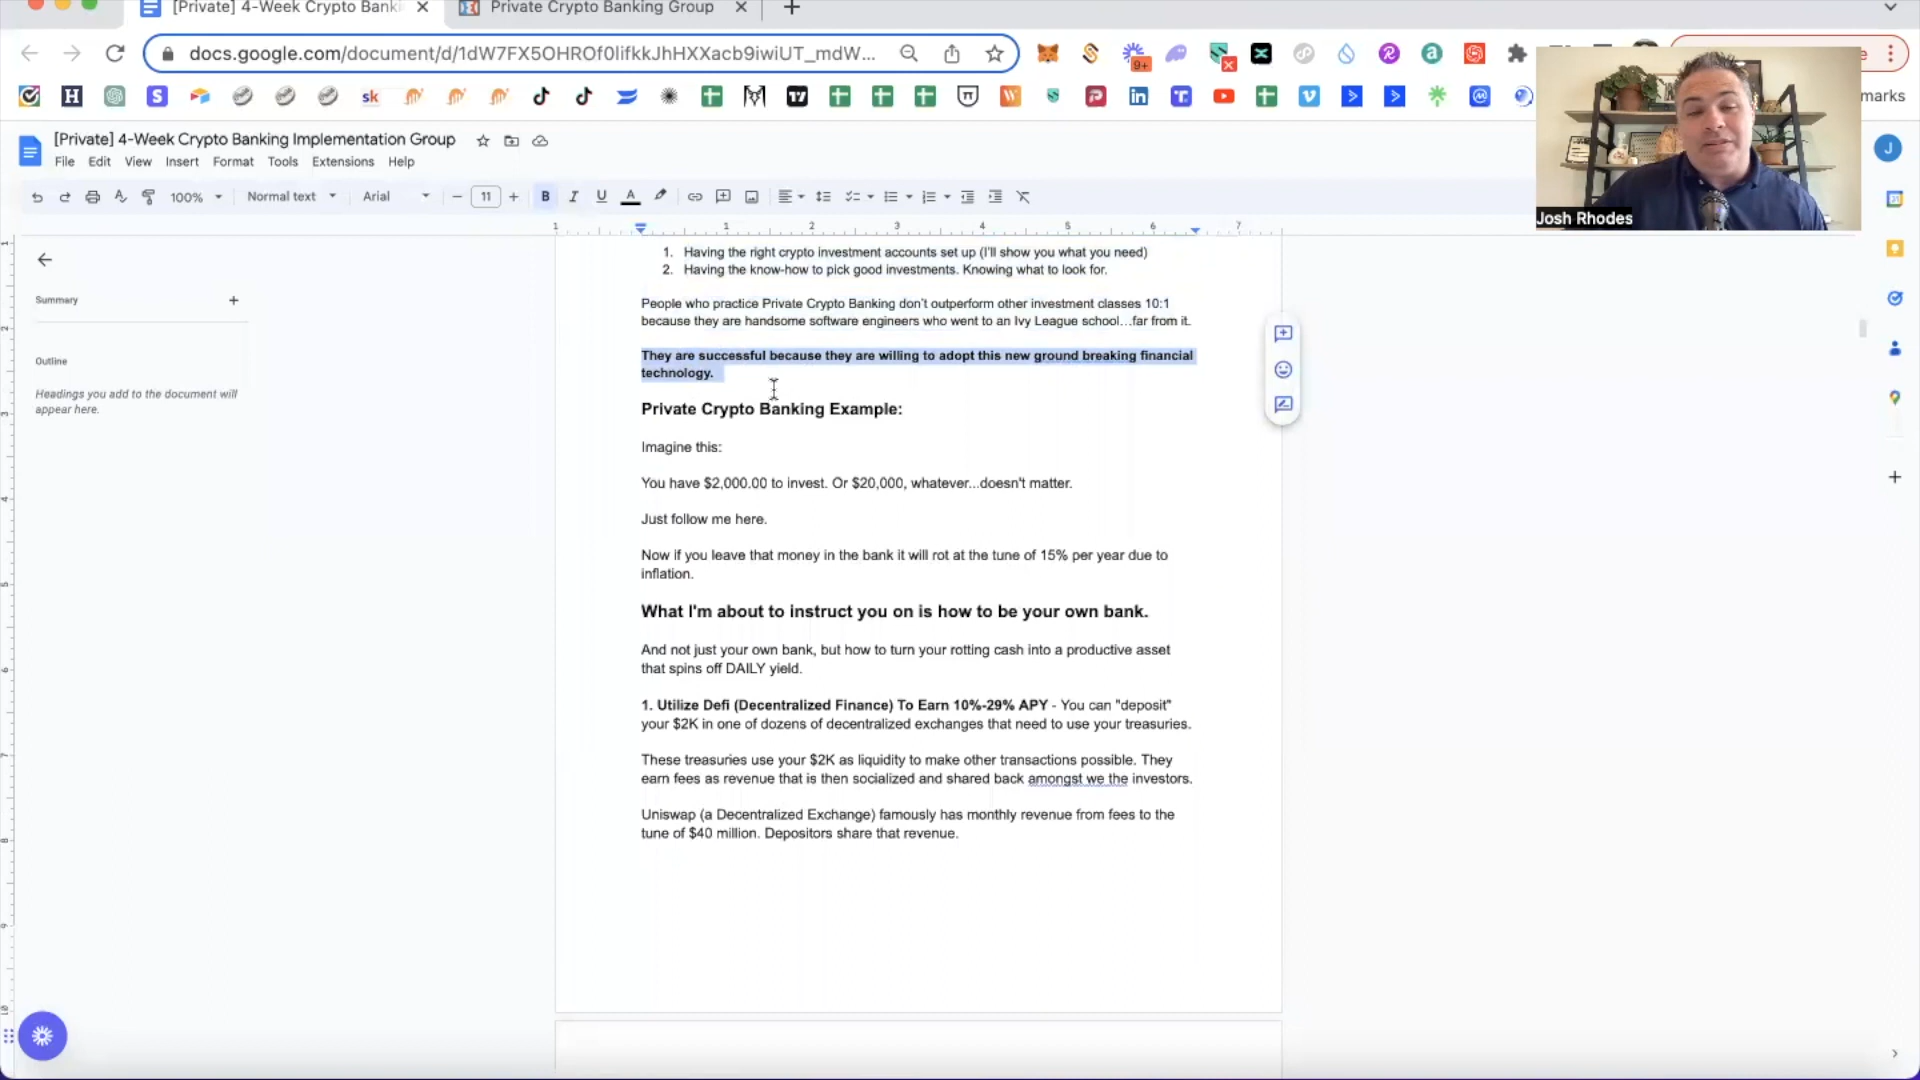 [Private] 4-Week Crypto Banki
Private Crypto Banking Group
docs.google.com/document/d/1dW7FX5OHROf0lifkkJhHXXacb9iwiUT_mdW...
9+
sk
marks
[Private] 4-Week Crypto Banking Implementation Group
File Edit View Insert Format Tools Extensions Help
100% Normal text Arial 11
Josh Rhodes
J
1 1 2 3 4 5 6 7
Summary
Outline
Headings you add to the document will
appear here.
1. Having the right crypto investment accounts set up (I'll show you what you need)
2. Having the know-how to pick good investments. Knowing what to look for.
People who practice Private Crypto Banking don't outperform other investment classes 10:1
because they are handsome software engineers who went to an Ivy League school...far from it.
They are successful because they are willing to adopt this new ground breaking financial
technology.
Private Crypto Banking Example:
Imagine this:
You have $2,000.00 to invest. Or $20,000, whatever...doesn't matter.
Just follow me here.
Now if you leave that money in the bank it will rot at the tune of 15% per year due to
inflation.
What I'm about to instruct you on is how to be your own bank.
And not just your own bank, but how to turn your rotting cash into a productive asset
that spins off DAILY yield.
1. Utilize Defi (Decentralized Finance) To Earn 10%-29% APY - You can "deposit"
your $2K in one of dozens of decentralized exchanges that need to use your treasuries.
These treasuries use your $2K as liquidity to make other transactions possible. They
earn fees as revenue that is then socialized and shared back amongst we the investors.
Uniswap (a Decentralized Exchange) famously has monthly revenue from fees to the
tune of $40 million. Depositors share that revenue.